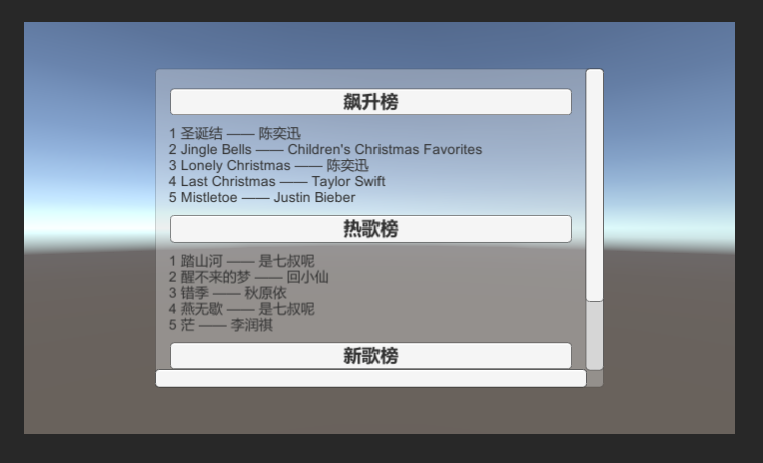 飙升榜
1 圣诞结 —— 陈奕迅
2 Jingle Bells —— Children's Christmas Favorites
3 Lonely Christmas —— 陈奕迅
4 Last Christmas —— Taylor Swift
5 Mistletoe —— Justin Bieber
热歌榜
1 踏山河 —— 是七叔呢
2 醒不来的梦 —— 回小仙
3 错季 —— 秋原依
4 燕无歇 —— 是七叔呢
5 茫 —— 李润祺
新歌榜